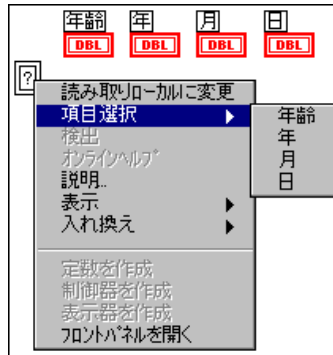 年齢 年 月 日
DBL DBL DBL DBL
?
読み取りローカルに変更
項目選択
年齢
年
月
日
検出
オンラインヘルプ
説明..
表示
入れ換え
定数を作成
制御器を作成
表示器を作成
フロントパネルを開く